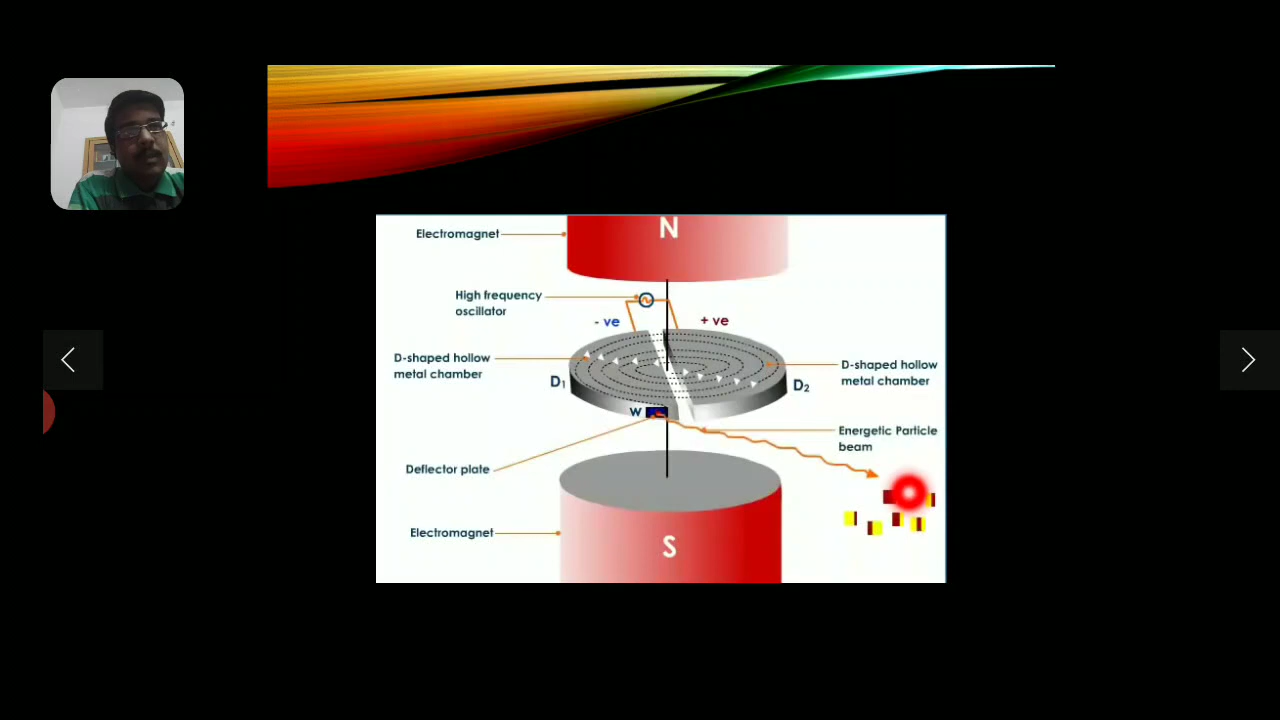 N
Electromagnet
High frequency
oscillator
- ve
+ ve
D-shaped hollow
metal chamber
D-shaped hollow
metal chamber
D1
D2
W
Energetic Particle
beam
Deflector plate
Electromagnet
S